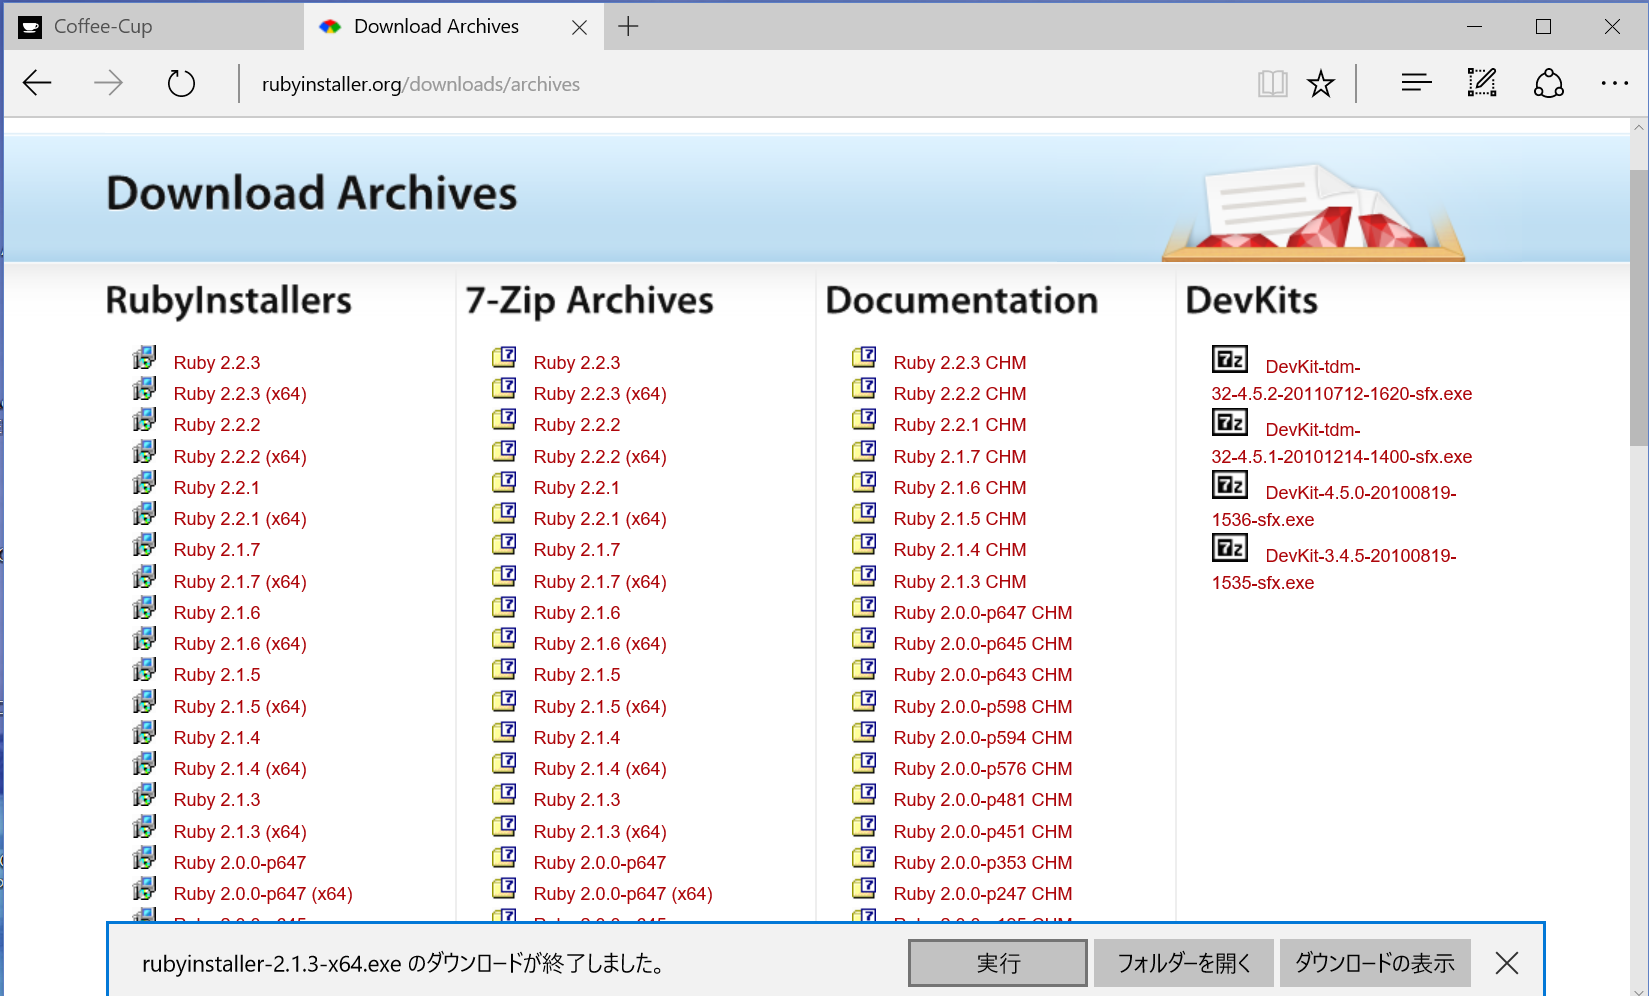 Coffee-Cup
Download Archives
rubyinstaller.org/downloads/archives
Download Archives
RubyInstallers
Ruby 2.2.3
Ruby 2.2.3 (x64)
Ruby 2.2.2
Ruby 2.2.2 (x64)
Ruby 2.2.1
Ruby 2.2.1 (x64)
Ruby 2.1.7
Ruby 2.1.7 (x64)
Ruby 2.1.6
Ruby 2.1.6 (x64)
Ruby 2.1.5
Ruby 2.1.5 (x64)
Ruby 2.1.4
Ruby 2.1.4 (x64)
Ruby 2.1.3
Ruby 2.1.3 (x64)
Ruby 2.0.0-p647
Ruby 2.0.0-p647 (x64)
7-Zip Archives
Ruby 2.2.3
Ruby 2.2.3 (x64)
Ruby 2.2.2
Ruby 2.2.2 (x64)
Ruby 2.2.1
Ruby 2.2.1 (x64)
Ruby 2.1.7
Ruby 2.1.7 (x64)
Ruby 2.1.6
Ruby 2.1.6 (x64)
Ruby 2.1.5
Ruby 2.1.5 (x64)
Ruby 2.1.4
Ruby 2.1.4 (x64)
Ruby 2.1.3
Ruby 2.1.3 (x64)
Ruby 2.0.0-p647
Ruby 2.0.0-p647 (x64)
Documentation
Ruby 2.2.3 CHM
Ruby 2.2.2 CHM
Ruby 2.2.1 CHM
Ruby 2.1.7 CHM
Ruby 2.1.6 CHM
Ruby 2.1.5 CHM
Ruby 2.1.4 CHM
Ruby 2.1.3 CHM
Ruby 2.0.0-p647 CHM
Ruby 2.0.0-p645 CHM
Ruby 2.0.0-p643 CHM
Ruby 2.0.0-p598 CHM
Ruby 2.0.0-p594 CHM
Ruby 2.0.0-p576 CHM
Ruby 2.0.0-p481 CHM
Ruby 2.0.0-p451 CHM
Ruby 2.0.0-p353 CHM
Ruby 2.0.0-p247 CHM
DevKits
DevKit-tdm-
32-4.5.2-20110712-1620-sfx.exe
DevKit-tdm-
32-4.5.1-20101214-1400-sfx.exe
DevKit-4.5.0-20100819-
1536-sfx.exe
DevKit-3.4.5-20100819-
1535-sfx.exe
rubyinstaller-2.1.3-x64.exe のダウンロードが終了しました。
実行
フォルダーを開く
ダウンロードの表示